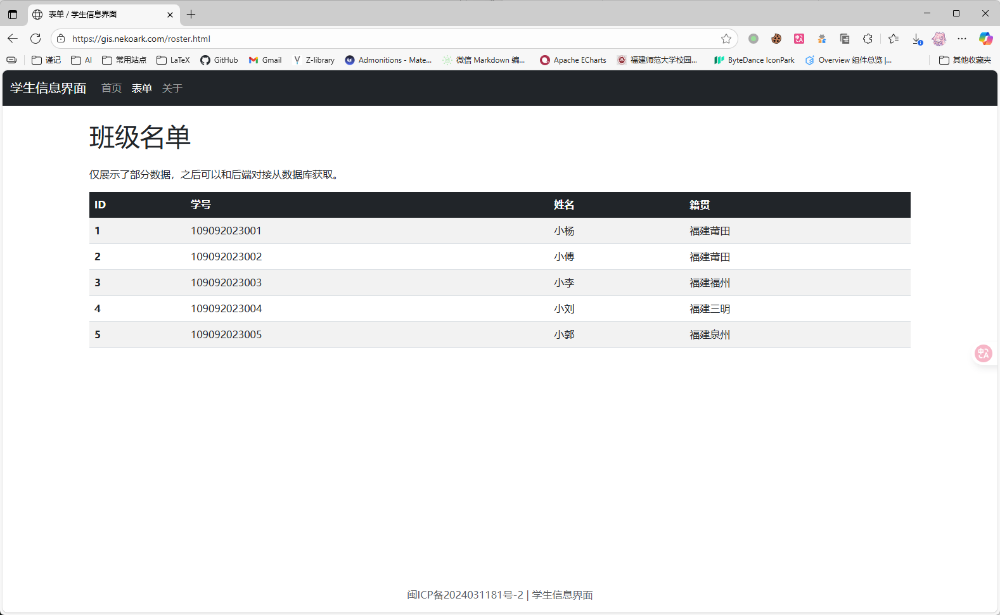 表单 / 学生信息界面
https://gis.nekoark.com/roster.html
谨记 AI 常用站点 LaTeX GitHub Gmail Z-library Admonitions - Mate... 微信 Markdown 编... Apache ECharts 福建师范大学校园... ByteDance IconPark Overview 组件总览 |... 其他收藏夹
学生信息界面 首页 表单 关于
班级名单
仅展示了部分数据，之后可以和后端对接从数据库获取。
ID 学号 姓名 籍贯
1 109092023001 小杨 福建莆田
2 109092023002 小傅 福建莆田
3 109092023003 小李 福建福州
4 109092023004 小刘 福建三明
5 109092023005 小郭 福建泉州
闽ICP备2024031181号-2 | 学生信息界面